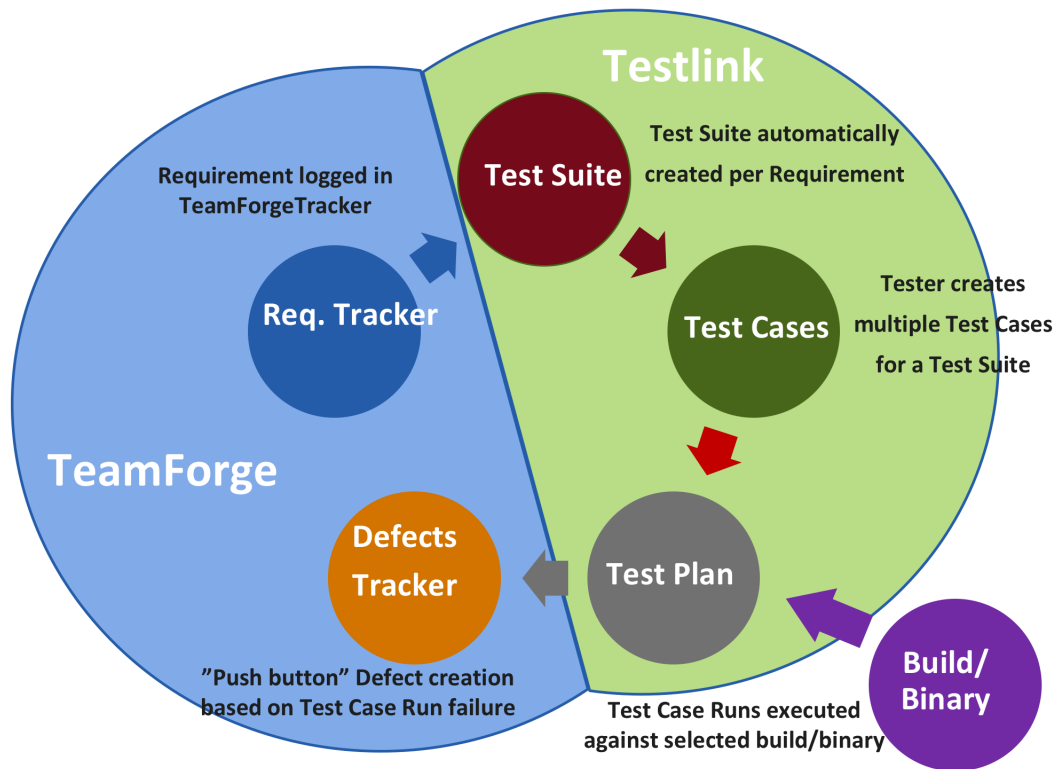 Testlink
Test Suite
Test Suite automatically
created per Requirement
Requirement logged in
TeamForgeTracker
Req. Tracker
Test Cases
Tester creates
multiple Test Cases
for a Test Suite
TeamForge
Defects
Tracker
Test Plan
Build/
Binary
”Push button” Defect creation
based on Test Case Run failure
Test Case Runs executed
against selected build/binary